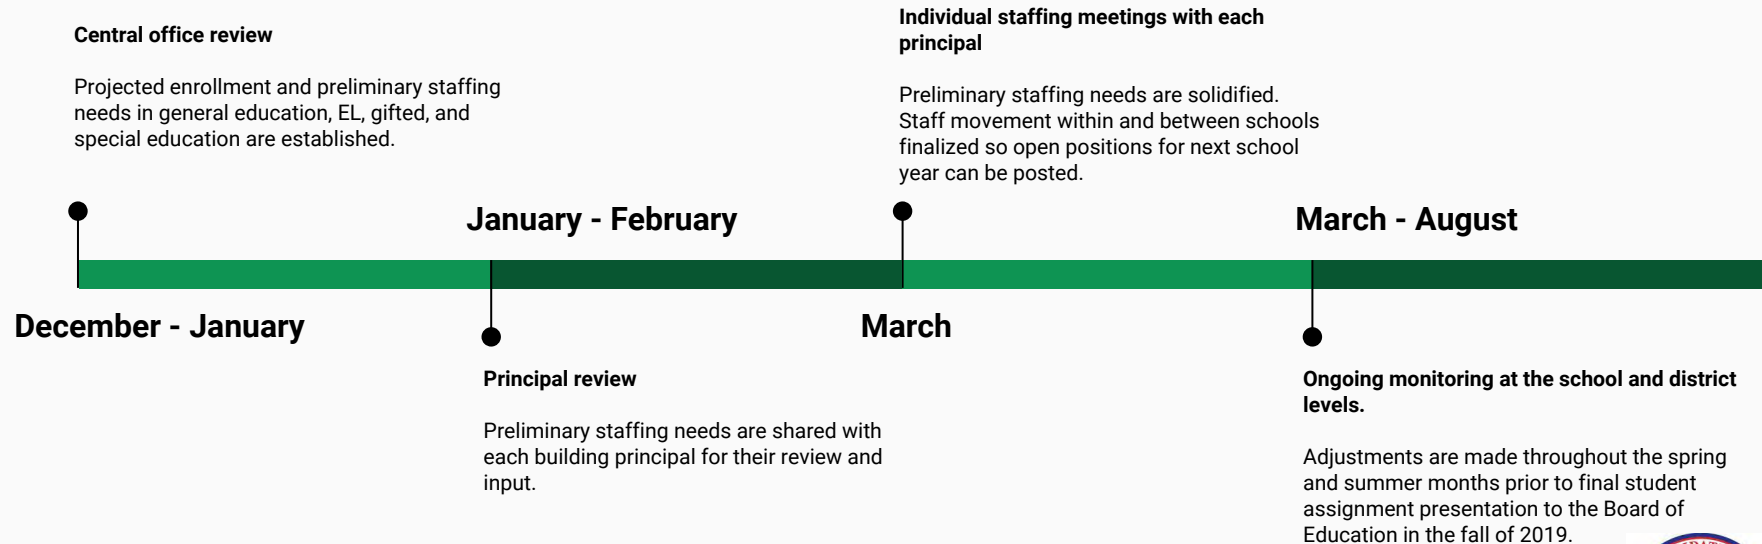 Central office review
Projected enrollment and preliminary staffing
needs in general education, EL, gifted, and
special education are established.
December - January
January - February
Principal review
Preliminary staffing needs are shared with
each building principal for their review and
input.
Individual staffing meetings with each
principal
Preliminary staffing needs are solidified.
Staff movement within and between schools
finalized so open positions for next school
year can be posted.
March
March - August
Ongoing monitoring at the school and district
levels.
Adjustments are made throughout the spring
and summer months prior to final student
assignment presentation to the Board of
Education in the fall of 2019.